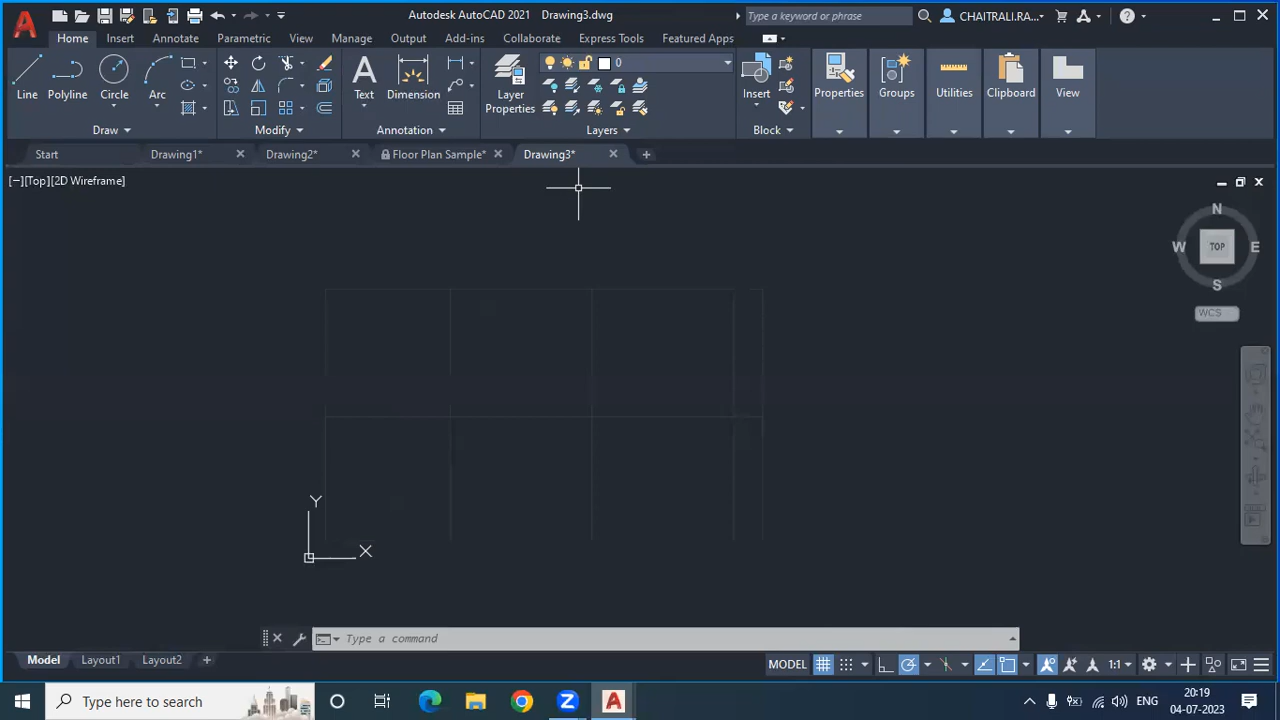 Autodesk AutoCAD 2021 Drawing3.dwg
Type a keyword or phrase
CHAITRALI.RA...
Home Insert Annotate Parametric View Manage Output Add-ins Collaborate Express Tools Featured Apps
Line Polyline Circle Arc
Text Dimension
Layer
Properties
0
Insert
Properties Groups Utilities Clipboard View
Draw Modify Annotation Layers Block
Start Drawing1* Drawing2* Floor Plan Sample* Drawing3*
[−][Top][2D Wireframe]
N
W TOP E
S
WCS
Y
X
Type a command
Model Layout1 Layout2 +
MODEL 1:1
Type here to search
ENG
20:19
04-07-2023